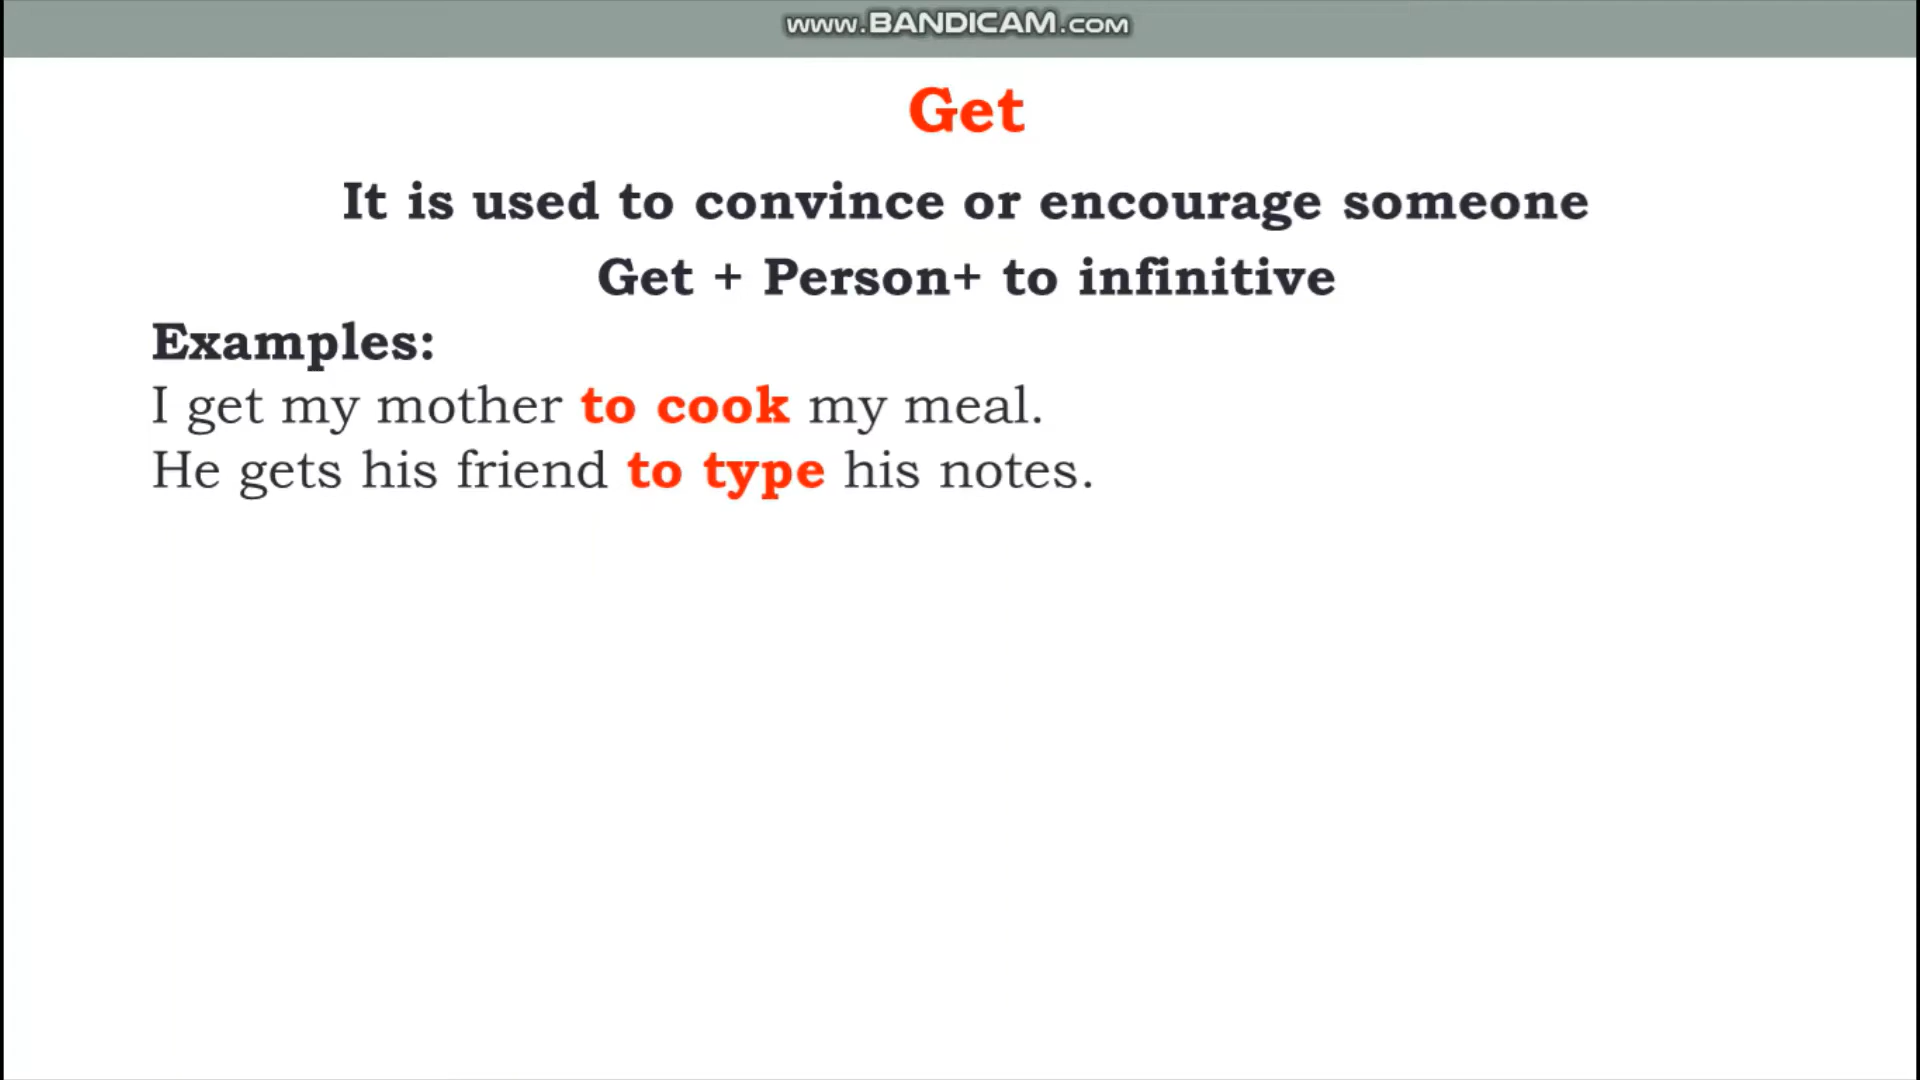 www.BANDICAM.com
Get
It is used to convince or encourage someone
Get + Person+ to infinitive
Examples:
I get my mother to cook my meal.
He gets his friend to type his notes.